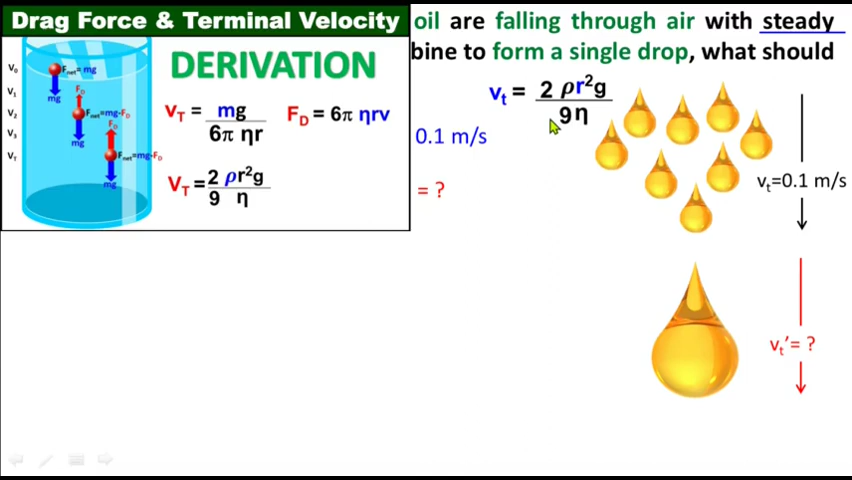 Drag Force & Terminal Velocity
oil are falling through air with steady
bine to form a single drop, what should
DERIVATION
V₀
V₁
V₂
V₃
V_T
F_net= mg
mg
F_D
F_net=mg-F_D
mg
F_D
F_net=mg-F_D
mg
v_T = mg / 6π ηr
F_D = 6π ηrv
V_T = 2 ρr²g / 9 η
v_t = 2 ρr²g / 9η
0.1 m/s
= ?
v_t=0.1 m/s
v_t'= ?